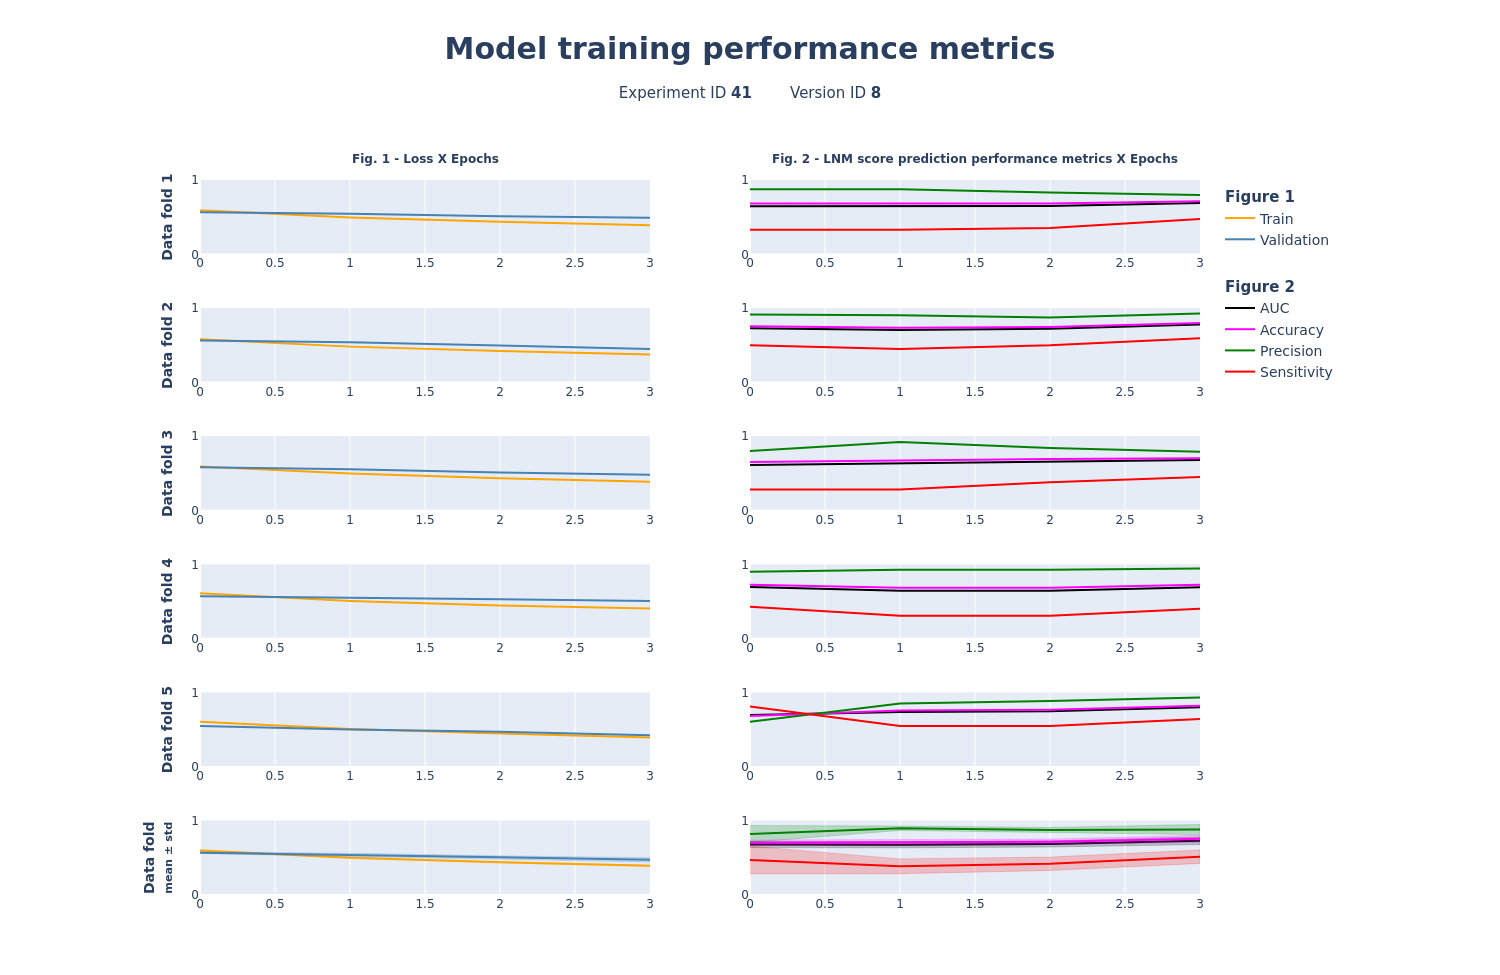 Model training performance metrics
Experiment ID 41 Version ID 8
Fig. 1 - Loss X Epochs
Fig. 2 - LNM score prediction performance metrics X Epochs
Data fold 1
1
0
0 0.5 1 1.5 2 2.5 3
1
0
0 0.5 1 1.5 2 2.5 3
Figure 1
Train
Validation
Figure 2
AUC
Accuracy
Precision
Sensitivity
Data fold 2
1
0
0 0.5 1 1.5 2 2.5 3
1
0
0 0.5 1 1.5 2 2.5 3
Data fold 3
1
0
0 0.5 1 1.5 2 2.5 3
1
0
0 0.5 1 1.5 2 2.5 3
Data fold 4
1
0
0 0.5 1 1.5 2 2.5 3
1
0
0 0.5 1 1.5 2 2.5 3
Data fold 5
1
0
0 0.5 1 1.5 2 2.5 3
1
0
0 0.5 1 1.5 2 2.5 3
Data fold
mean ± std
1
0
0 0.5 1 1.5 2 2.5 3
1
0
0 0.5 1 1.5 2 2.5 3